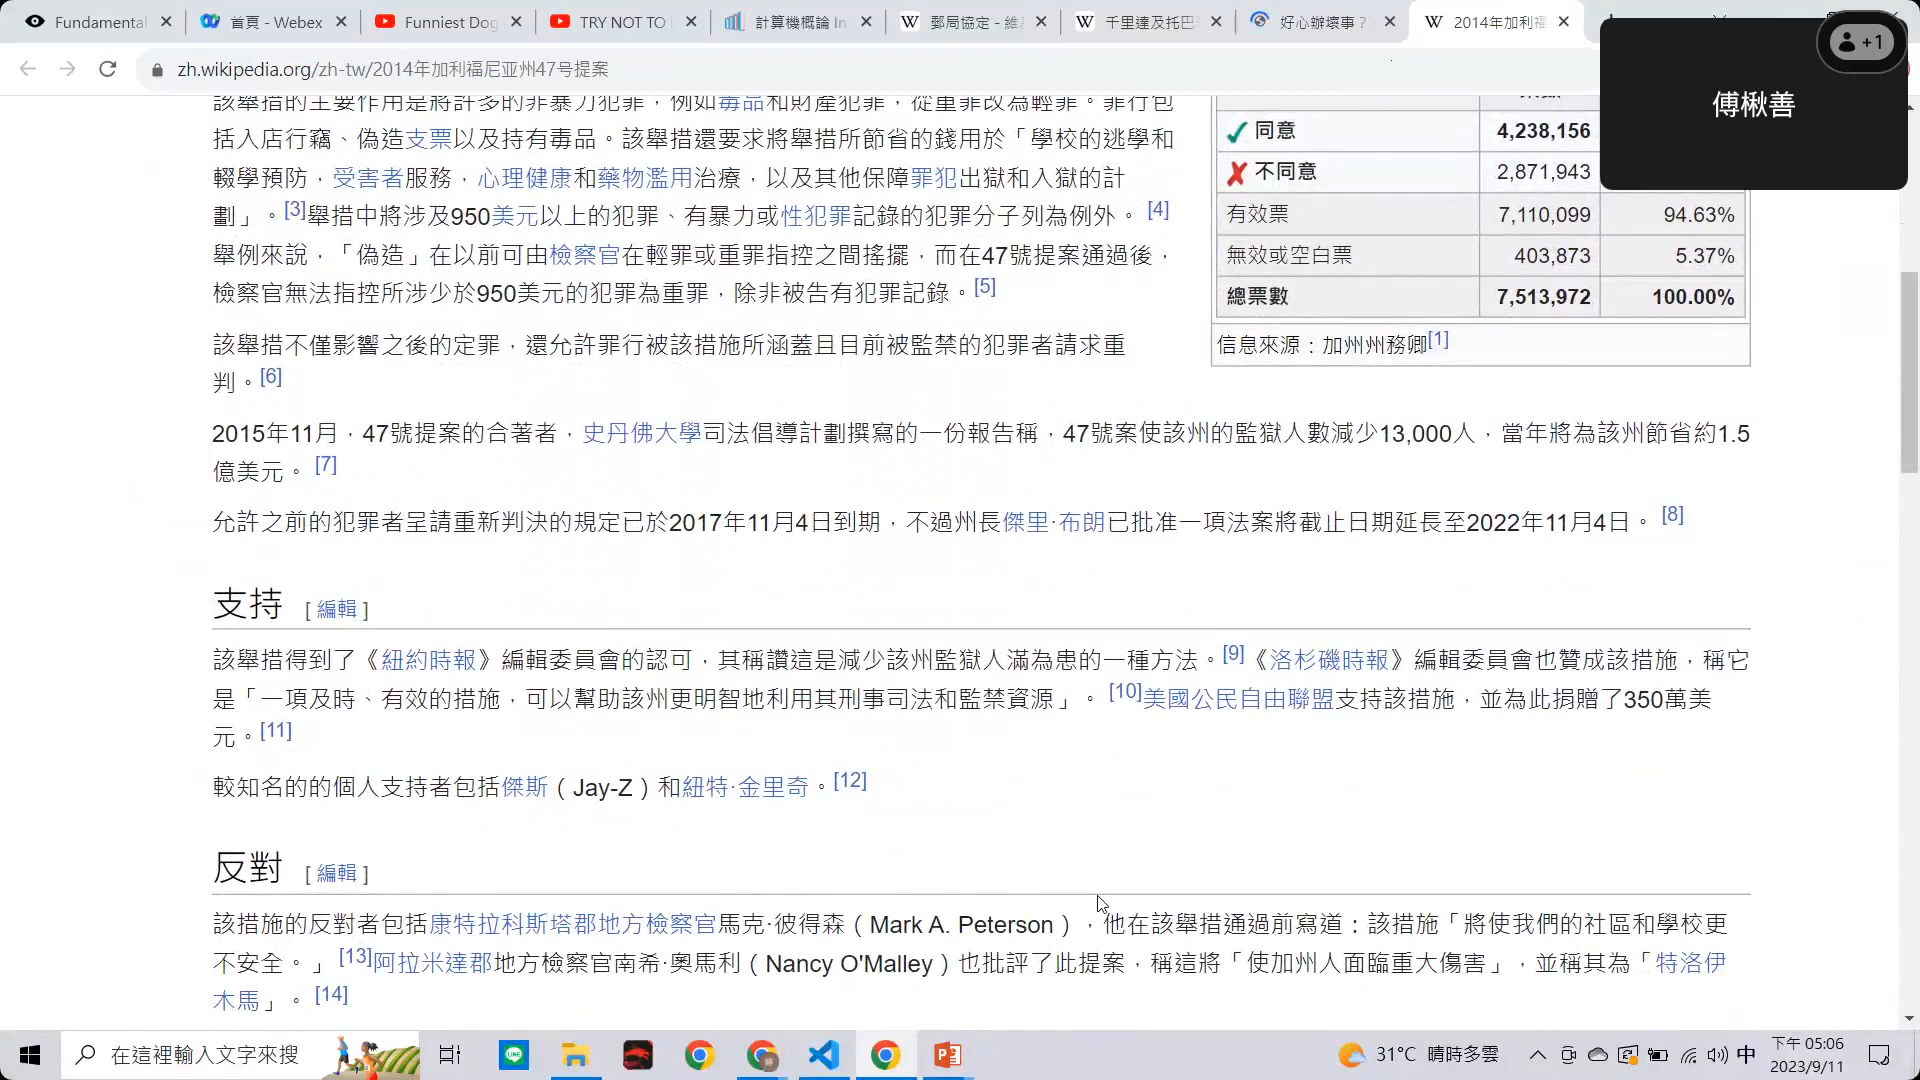 Fundamental
首頁 - Webex
Funniest Dog
TRY NOT TO
計算機概論 In
郵局協定 - 維
千里達及托巴
好心辦壞事?
2014年加利福
+1
傅楸善
zh.wikipedia.org/zh-tw/2014年加利福尼亚州47号提案
該舉措的主要作用是將許多的非暴力犯罪,例如毒品和財產犯罪,從重罪改為輕罪。罪行包
括入店行竊、偽造支票以及持有毒品。該舉措還要求將舉措所節省的錢用於「學校的逃學和
輟學預防,受害者服務,心理健康和藥物濫用治療,以及其他保障罪犯出獄和入獄的計
劃」。[3]舉措中將涉及950美元以上的犯罪、有暴力或性犯罪記錄的犯罪分子列為例外。[4]
舉例來說,「偽造」在以前可由檢察官在輕罪或重罪指控之間搖擺,而在47號提案通過後,
檢察官無法指控所涉少於950美元的犯罪為重罪,除非被告有犯罪記錄。[5]
該舉措不僅影響之後的定罪,還允許罪行被該措施所涵蓋且目前被監禁的犯罪者請求重
判。[6]
同意 4,238,156
不同意 2,871,943
有效票 7,110,099 94.63%
無效或空白票 403,873 5.37%
總票數 7,513,972 100.00%
信息來源:加州州務卿[1]
2015年11月,47號提案的合著者,史丹佛大學司法倡導計劃撰寫的一份報告稱,47號案使該州的監獄人數減少13,000人,當年將為該州節省約1.5
億美元。[7]
允許之前的犯罪者呈請重新判決的規定已於2017年11月4日到期,不過州長傑里·布朗已批准一項法案將截止日期延長至2022年11月4日。[8]
支持 [編輯]
該舉措得到了《紐約時報》編輯委員會的認可,其稱讚這是減少該州監獄人滿為患的一種方法。[9]《洛杉磯時報》編輯委員會也贊成該措施,稱它
是「一項及時、有效的措施,可以幫助該州更明智地利用其刑事司法和監禁資源」。[10]美國公民自由聯盟支持該措施,並為此捐贈了350萬美
元。[11]
較知名的的個人支持者包括傑斯(Jay-Z)和紐特·金里奇。[12]
反對 [編輯]
該措施的反對者包括康特拉科斯塔郡地方檢察官馬克·彼得森(Mark A. Peterson),他在該舉措通過前寫道:該措施「將使我們的社區和學校更
不安全。」[13]阿拉米達郡地方檢察官南希·奧馬利(Nancy O'Malley)也批評了此提案,稱這將「使加州人面臨重大傷害」,並稱其為「特洛伊
木馬」。[14]
在這裡輸入文字來搜
LINE
31°C 晴時多雲
中
下午 05:06
2023/9/11